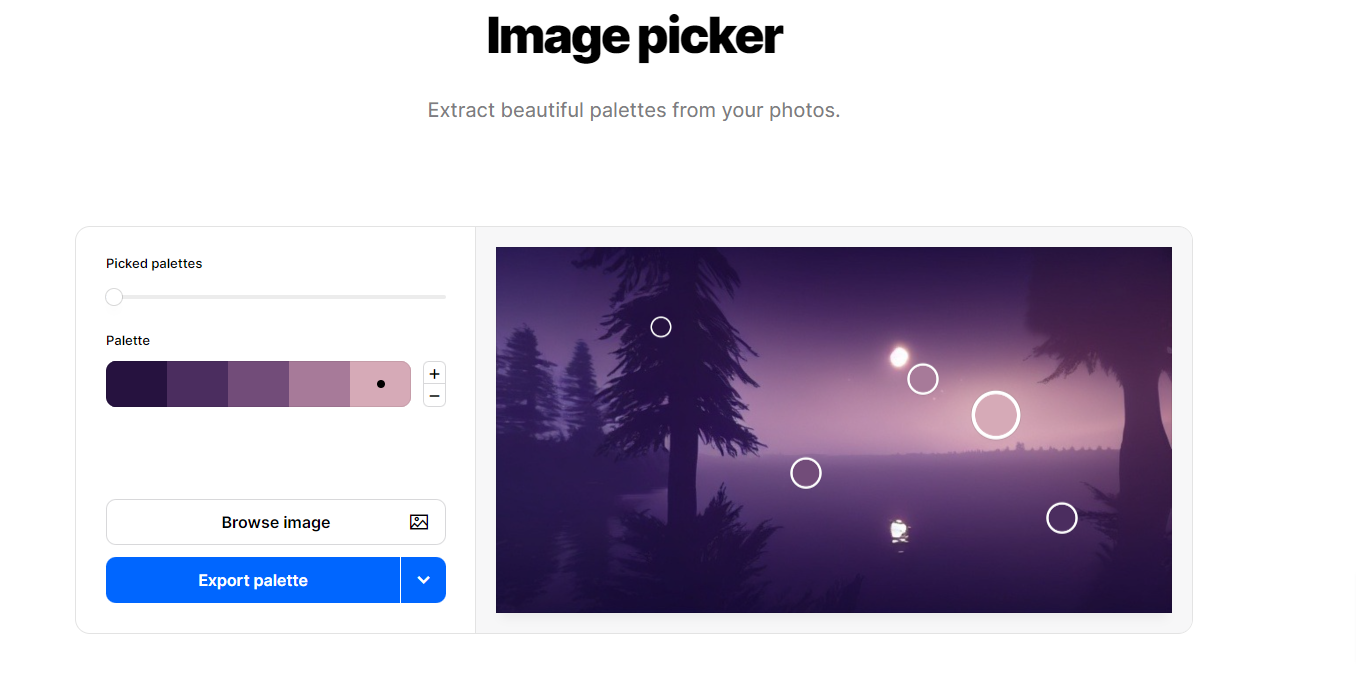 Image picker
Extract beautiful palettes from your photos.
Picked palettes
Palette
Browse image
Export palette